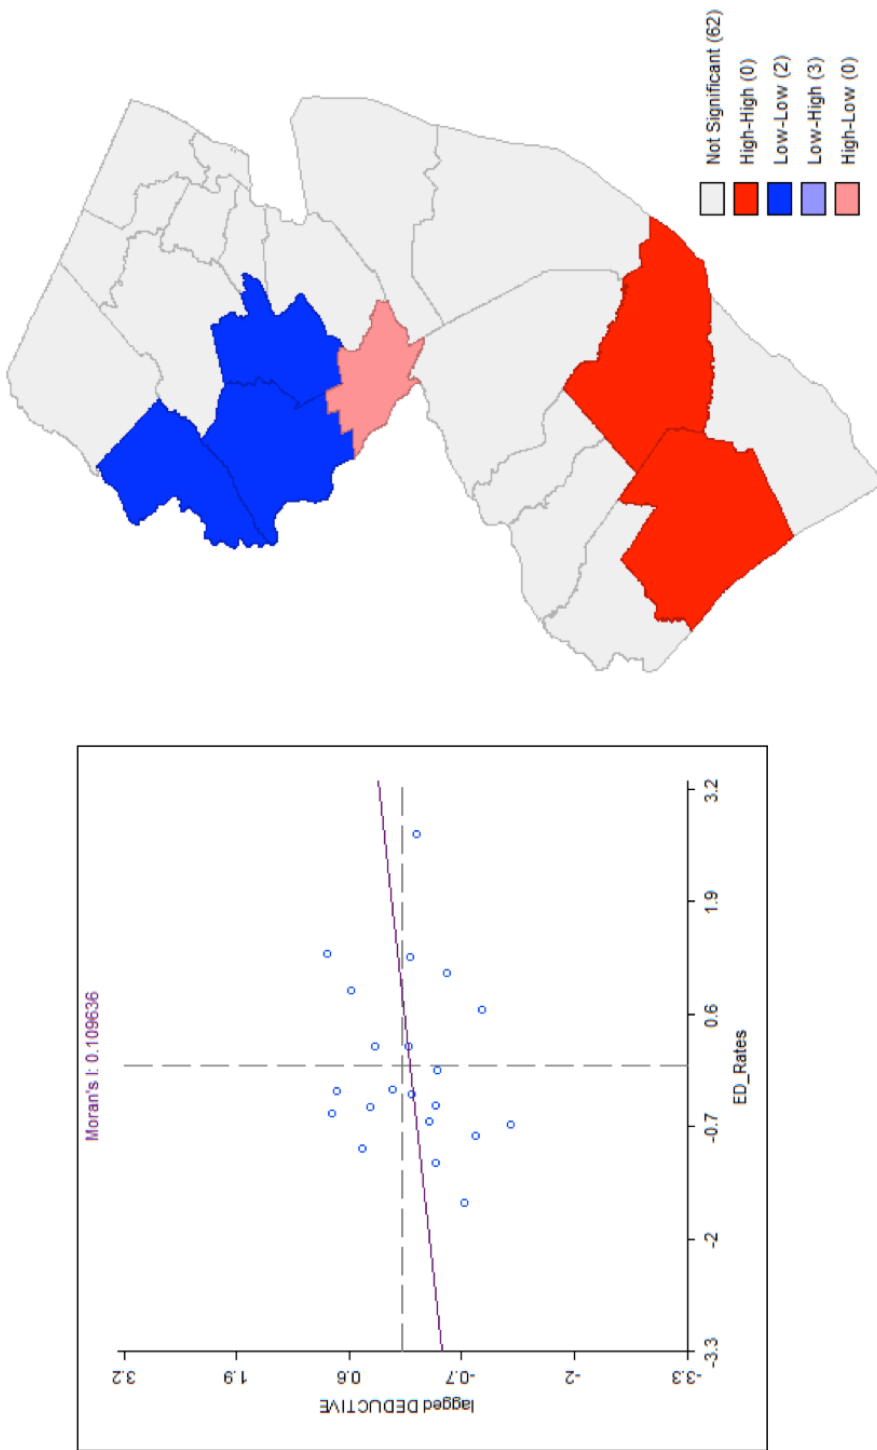 Moran's I: 0.109636
lagged DEDUCTIVE
3.2
1.9
0.6
-0.7
-2
-3.3
-3.3
-2
-0.7
0.6
1.9
3.2
ED_Rates
Not Significant (62)
High-High (0)
Low-Low (2)
Low-High (3)
High-Low (0)